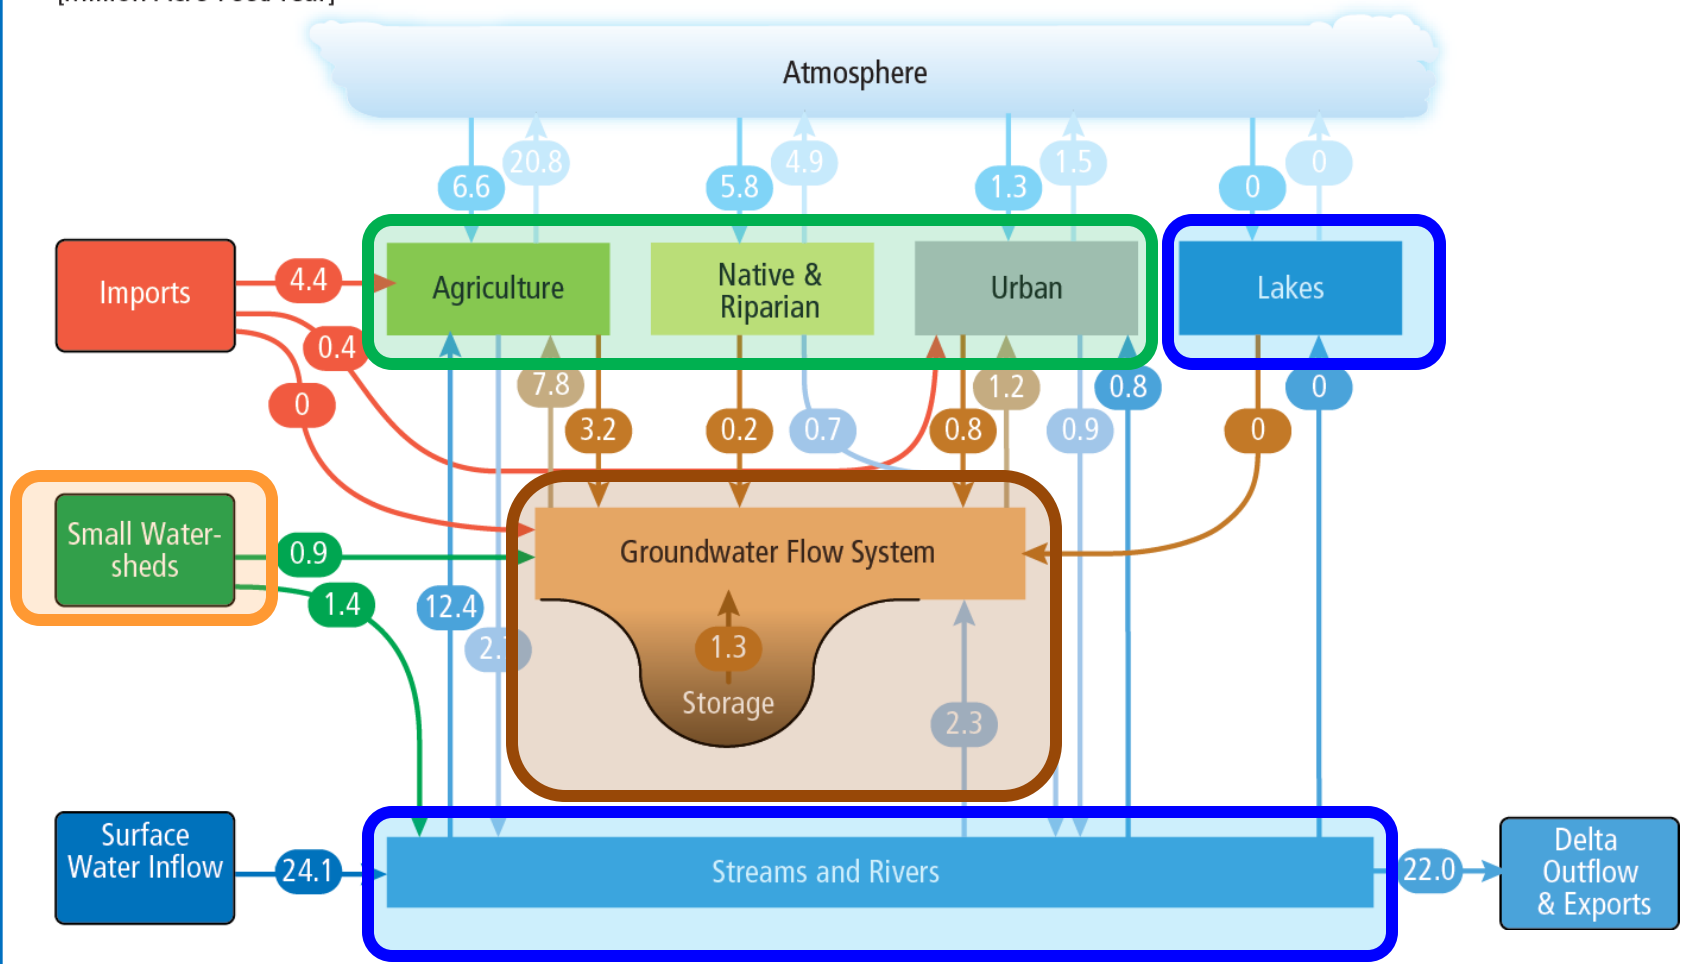 Atmosphere
20.8
4.9
1.5
0
6.6
5.8
1.3
0
Imports
4.4
Agriculture
Native &
Riparian
Urban
Lakes
0.4
7.8
1.2
0.8
0
0
3.2
0.2
0.7
0.8
0.9
0
Small Water-
sheds
0.9
Groundwater Flow System
1.4
12.4
1.3
Storage
2.3
Surface
Water Inflow
24.1
Streams and Rivers
22.0
Delta
Outflow
& Exports